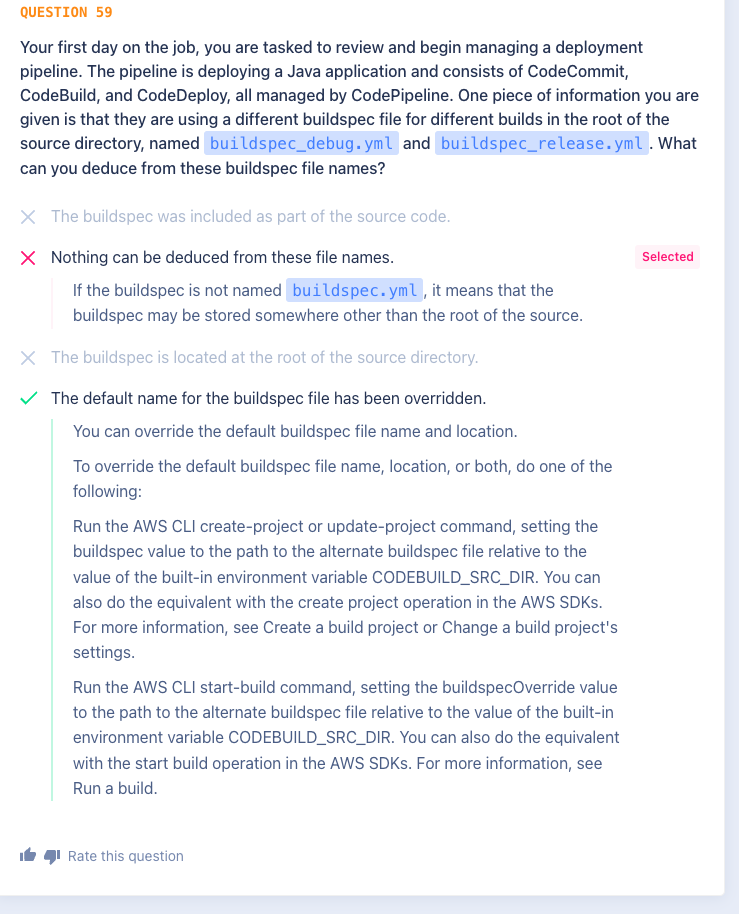 QUESTION 59
Your first day on the job, you are tasked to review and begin managing a deployment
pipeline. The pipeline is deploying a Java application and consists of CodeCommit,
CodeBuild, and CodeDeploy, all managed by CodePipeline. One piece of information you are
given is that they are using a different buildspec file for different builds in the root of the
source directory, named buildspec_debug.yml and buildspec_release.yml. What
can you deduce from these buildspec file names?
The buildspec was included as part of the source code.
Nothing can be deduced from these file names. Selected
If the buildspec is not named buildspec.yml, it means that the
buildspec may be stored somewhere other than the root of the source.
The buildspec is located at the root of the source directory.
The default name for the buildspec file has been overridden.
You can override the default buildspec file name and location.
To override the default buildspec file name, location, or both, do one of the
following:
Run the AWS CLI create-project or update-project command, setting the
buildspec value to the path to the alternate buildspec file relative to the
value of the built-in environment variable CODEBUILD_SRC_DIR. You can
also do the equivalent with the create project operation in the AWS SDKs.
For more information, see Create a build project or Change a build project's
settings.
Run the AWS CLI start-build command, setting the buildspecOverride value
to the path to the alternate buildspec file relative to the value of the built-in
environment variable CODEBUILD_SRC_DIR. You can also do the equivalent
with the start build operation in the AWS SDKs. For more information, see
Run a build.
Rate this question